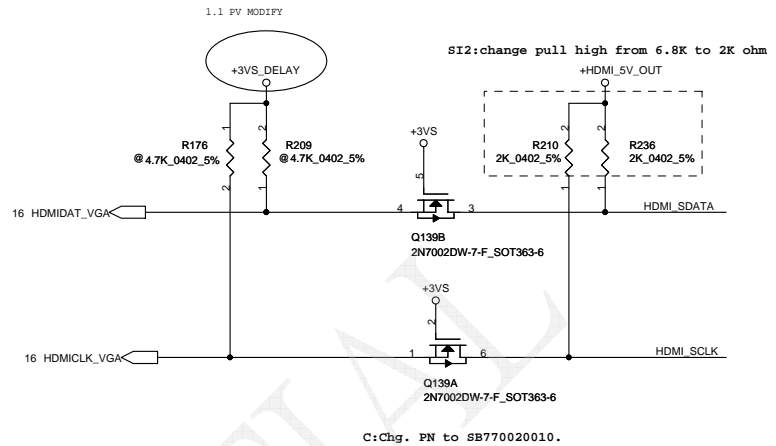 1.1 PV MODIFY
SI2:change pull high from 6.8K to 2K ohm
+3VS_DELAY
+HDMI_5V_OUT
+3VS
1
2
2
2
R176
R209
R210
R236
@ 4.7K_0402_5%
@ 4.7K_0402_5%
2K_0402_5%
2K_0402_5%
5
2
1
1
1
16 HDMIDAT_VGA
4
3
HDMI_SDATA
Q139B
2N7002DW-7-F_SOT363-6
+3VS
2
16 HDMICLK_VGA
1
6
HDMI_SCLK
Q139A
2N7002DW-7-F_SOT363-6
C:Chg. PN to SB770020010.